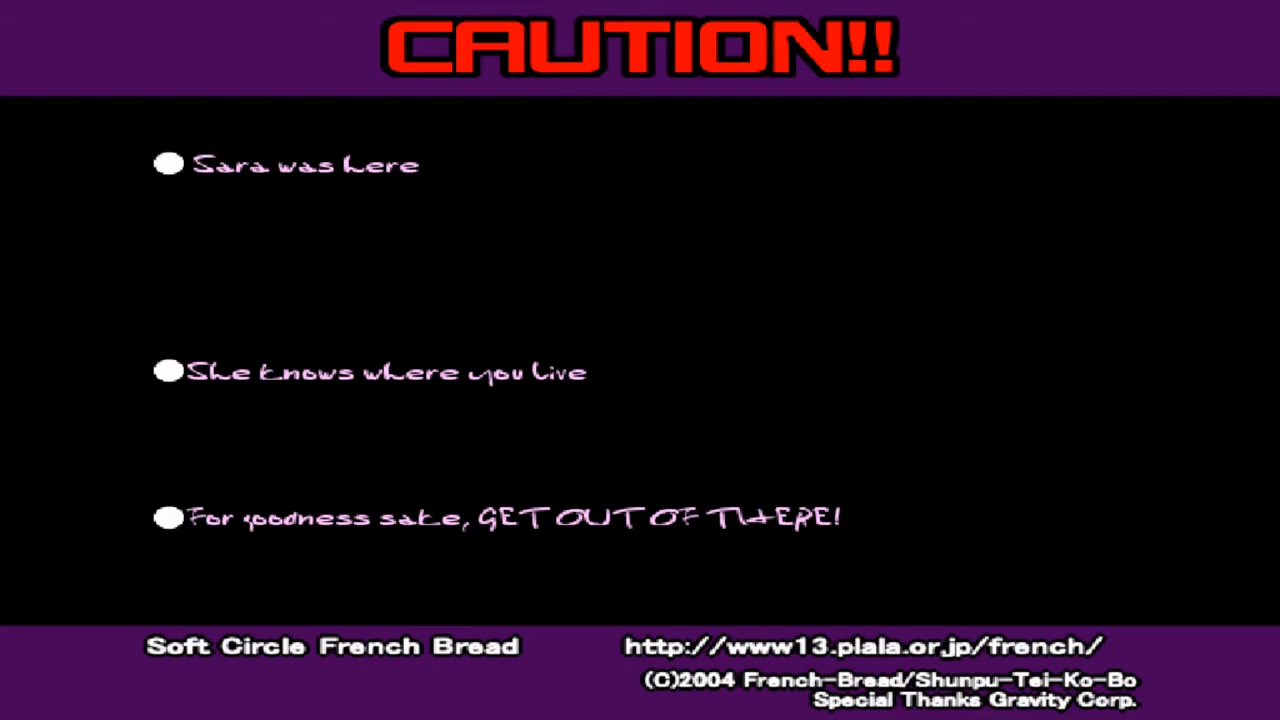 CAUTION!!
Sara was here
She knows where you live
For goodness sake, GET OUT OF THERE!
Soft Circle French Bread
http://www13.plala.or.jp/french/
(C)2004 French-Bread/Shunpu-Tei-Ko-Bo
Special Thanks Gravity Corp.